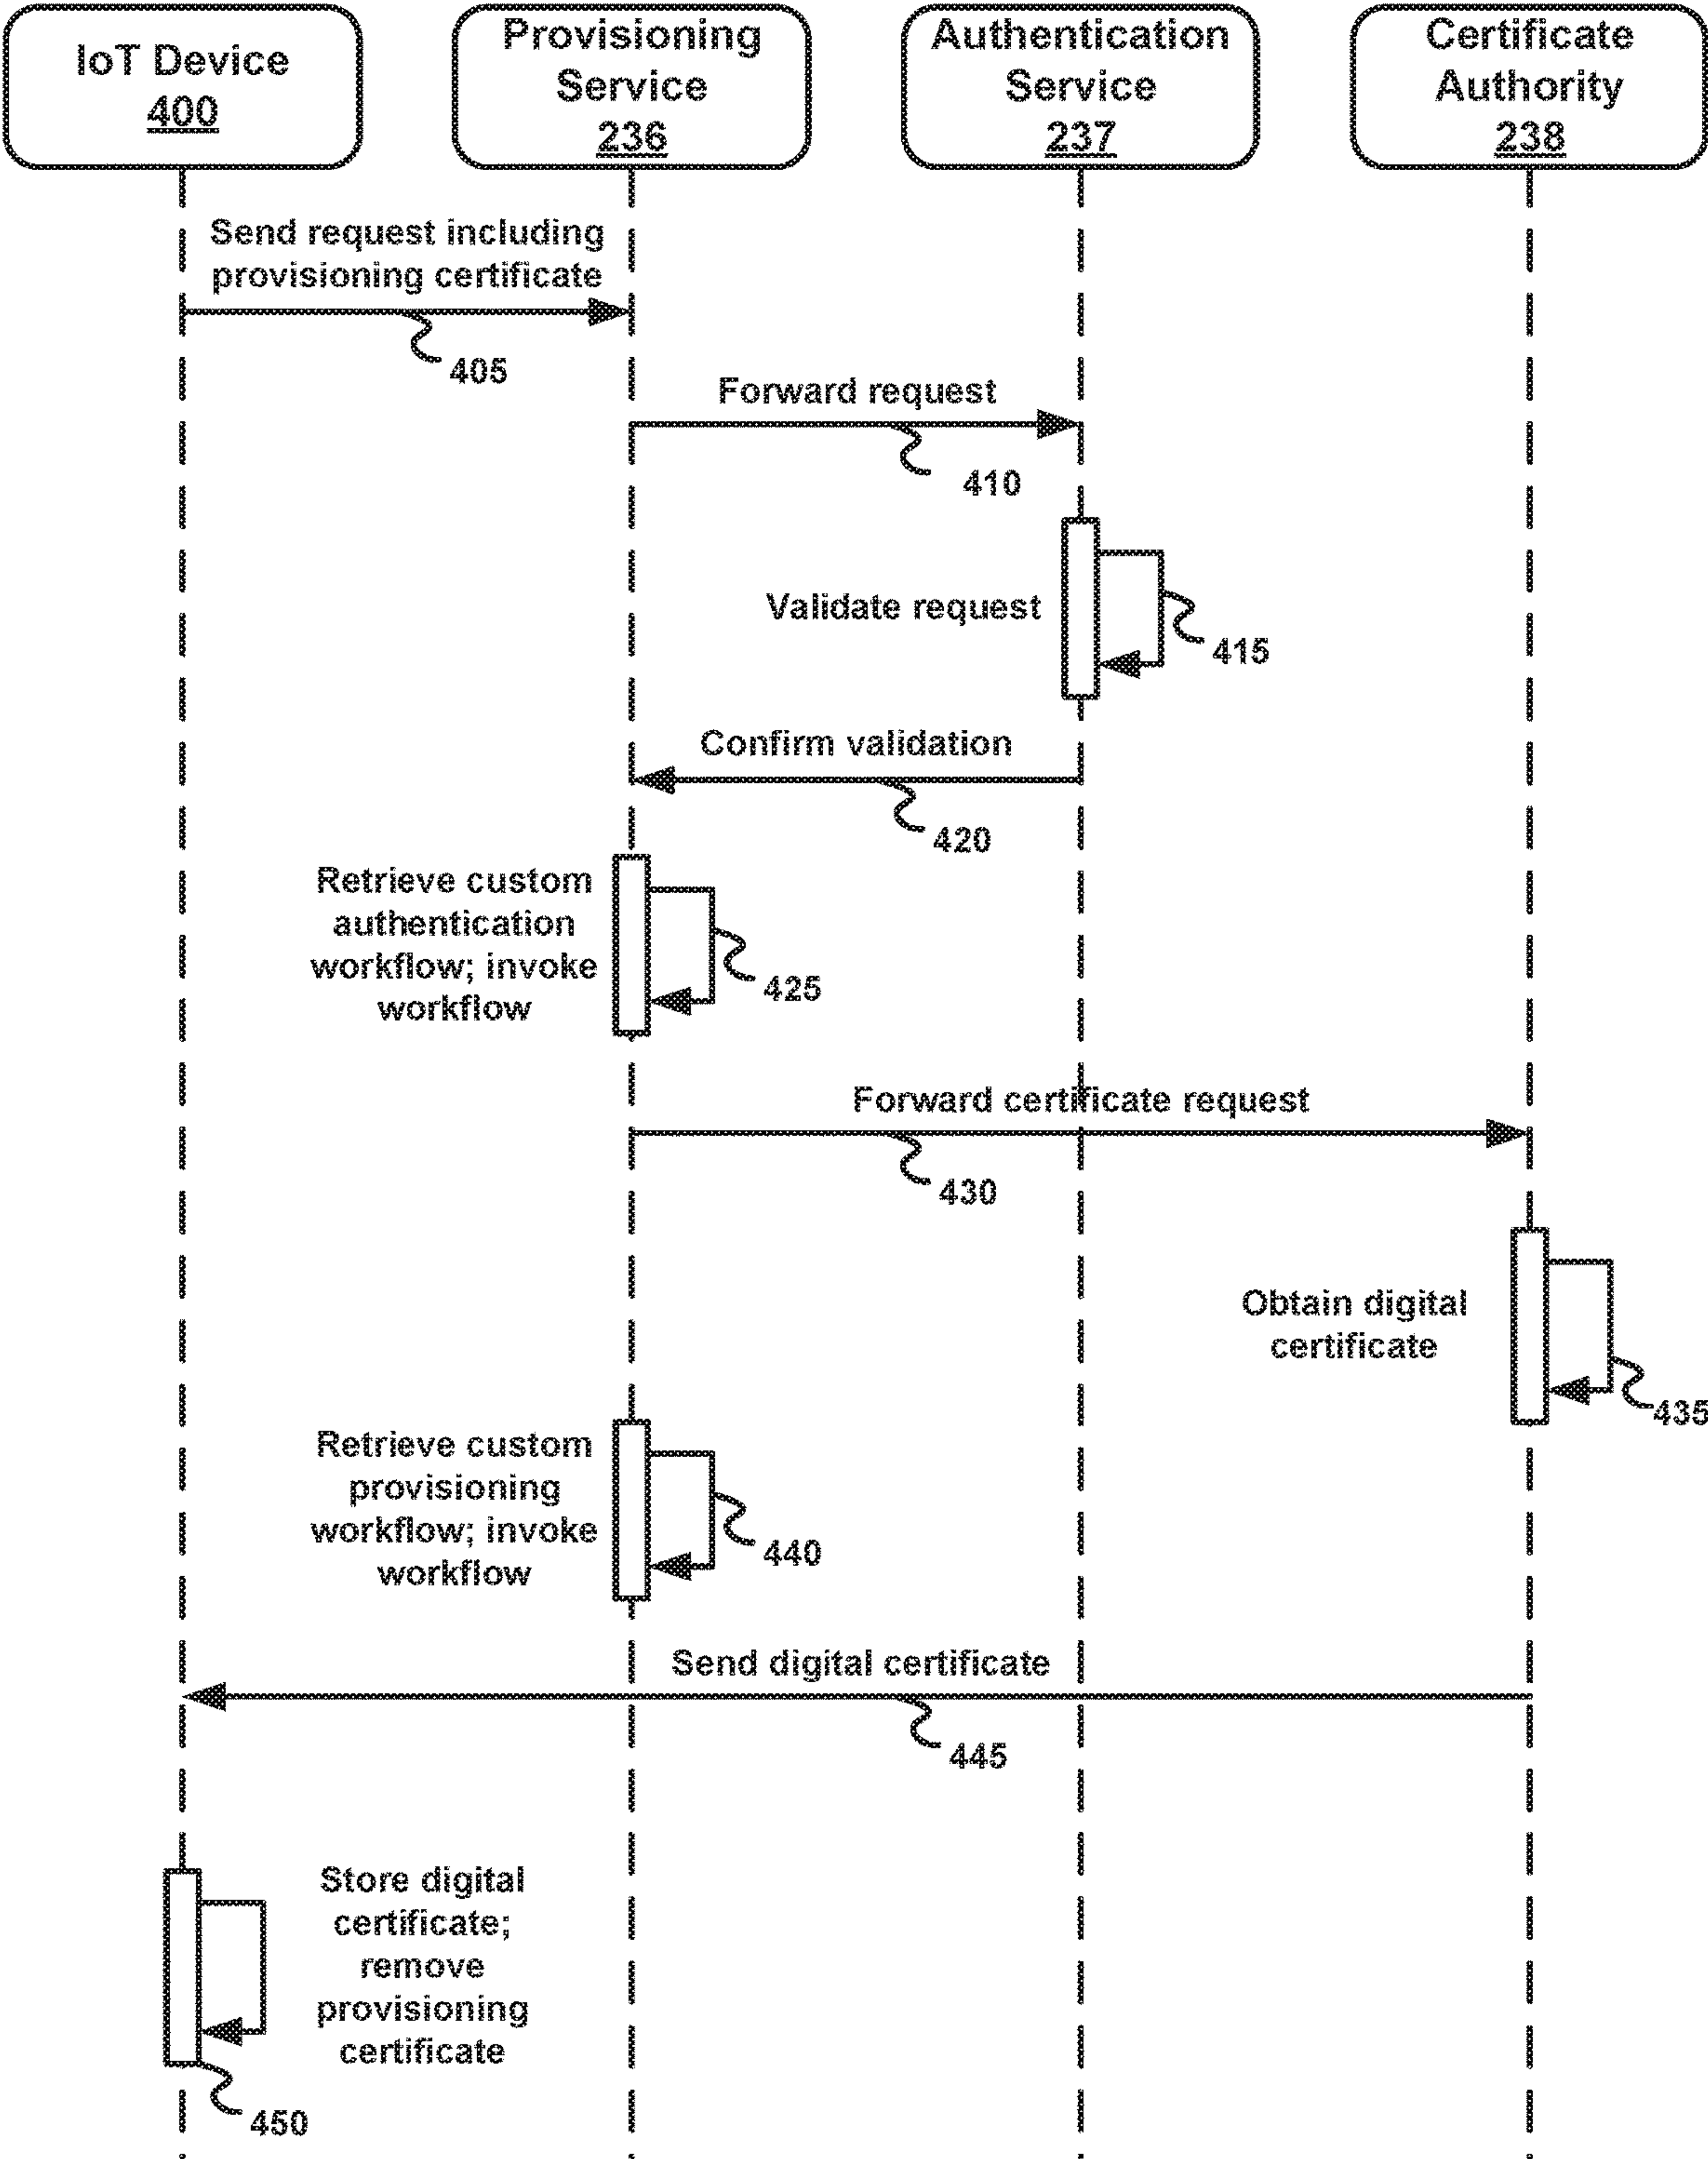 IoT Device
400
Provisioning
Service
236
Authentication
Service
237
Certificate
Authority
238
Send request including
provisioning certificate
405
Forward request
410
Validate request
415
Confirm validation
420
Retrieve custom
authentication
workflow; invoke
workflow
425
Forward certificate request
430
Obtain digital
certificate
435
Retrieve custom
provisioning
workflow; invoke
workflow
440
Send digital certificate
445
Store digital
certificate;
remove
provisioning
certificate
450